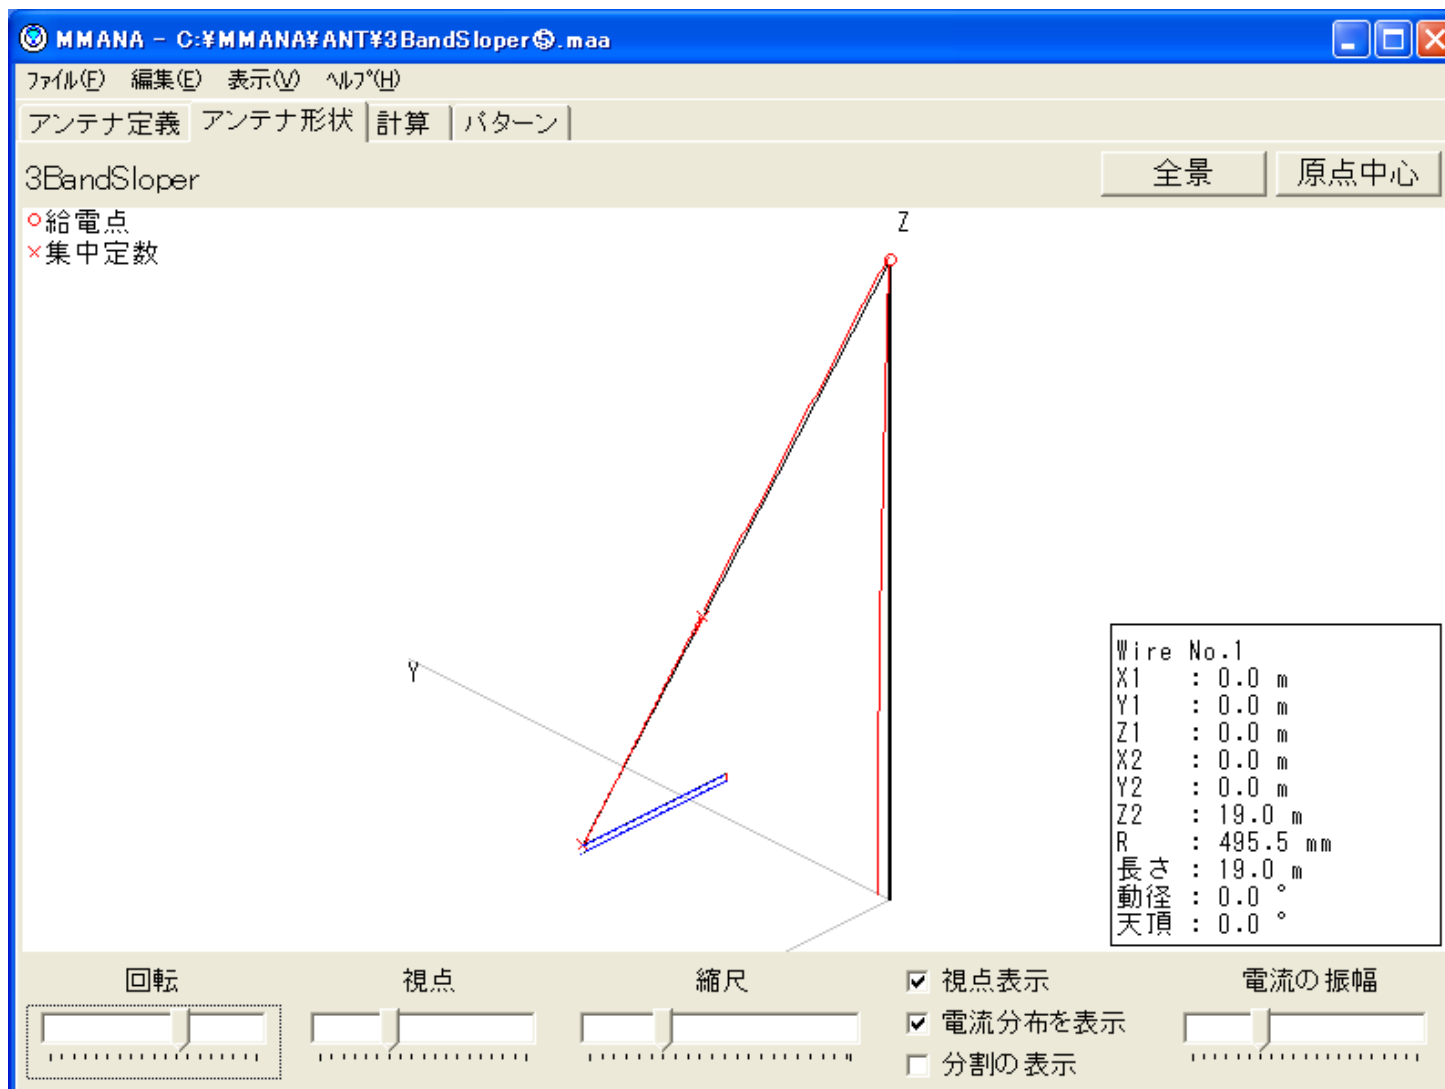 MMANA - C:¥MMANA¥ANT¥3BandSloper⑤.maa
ファイル(F) 編集(E) 表示(V) ヘルプ(H)
アンテナ定義 アンテナ形状 計算 パターン
3BandSloper 全景 原点中心
○給電点
×集中定数
Z
Y
Wire No.1
X1 : 0.0 m
Y1 : 0.0 m
Z1 : 0.0 m
X2 : 0.0 m
Y2 : 0.0 m
Z2 : 19.0 m
R : 495.5 mm
長さ : 19.0 m
動径 : 0.0 °
天頂 : 0.0 °
回転 視点 縮尺 視点表示 電流の振幅
電流分布を表示
分割の表示